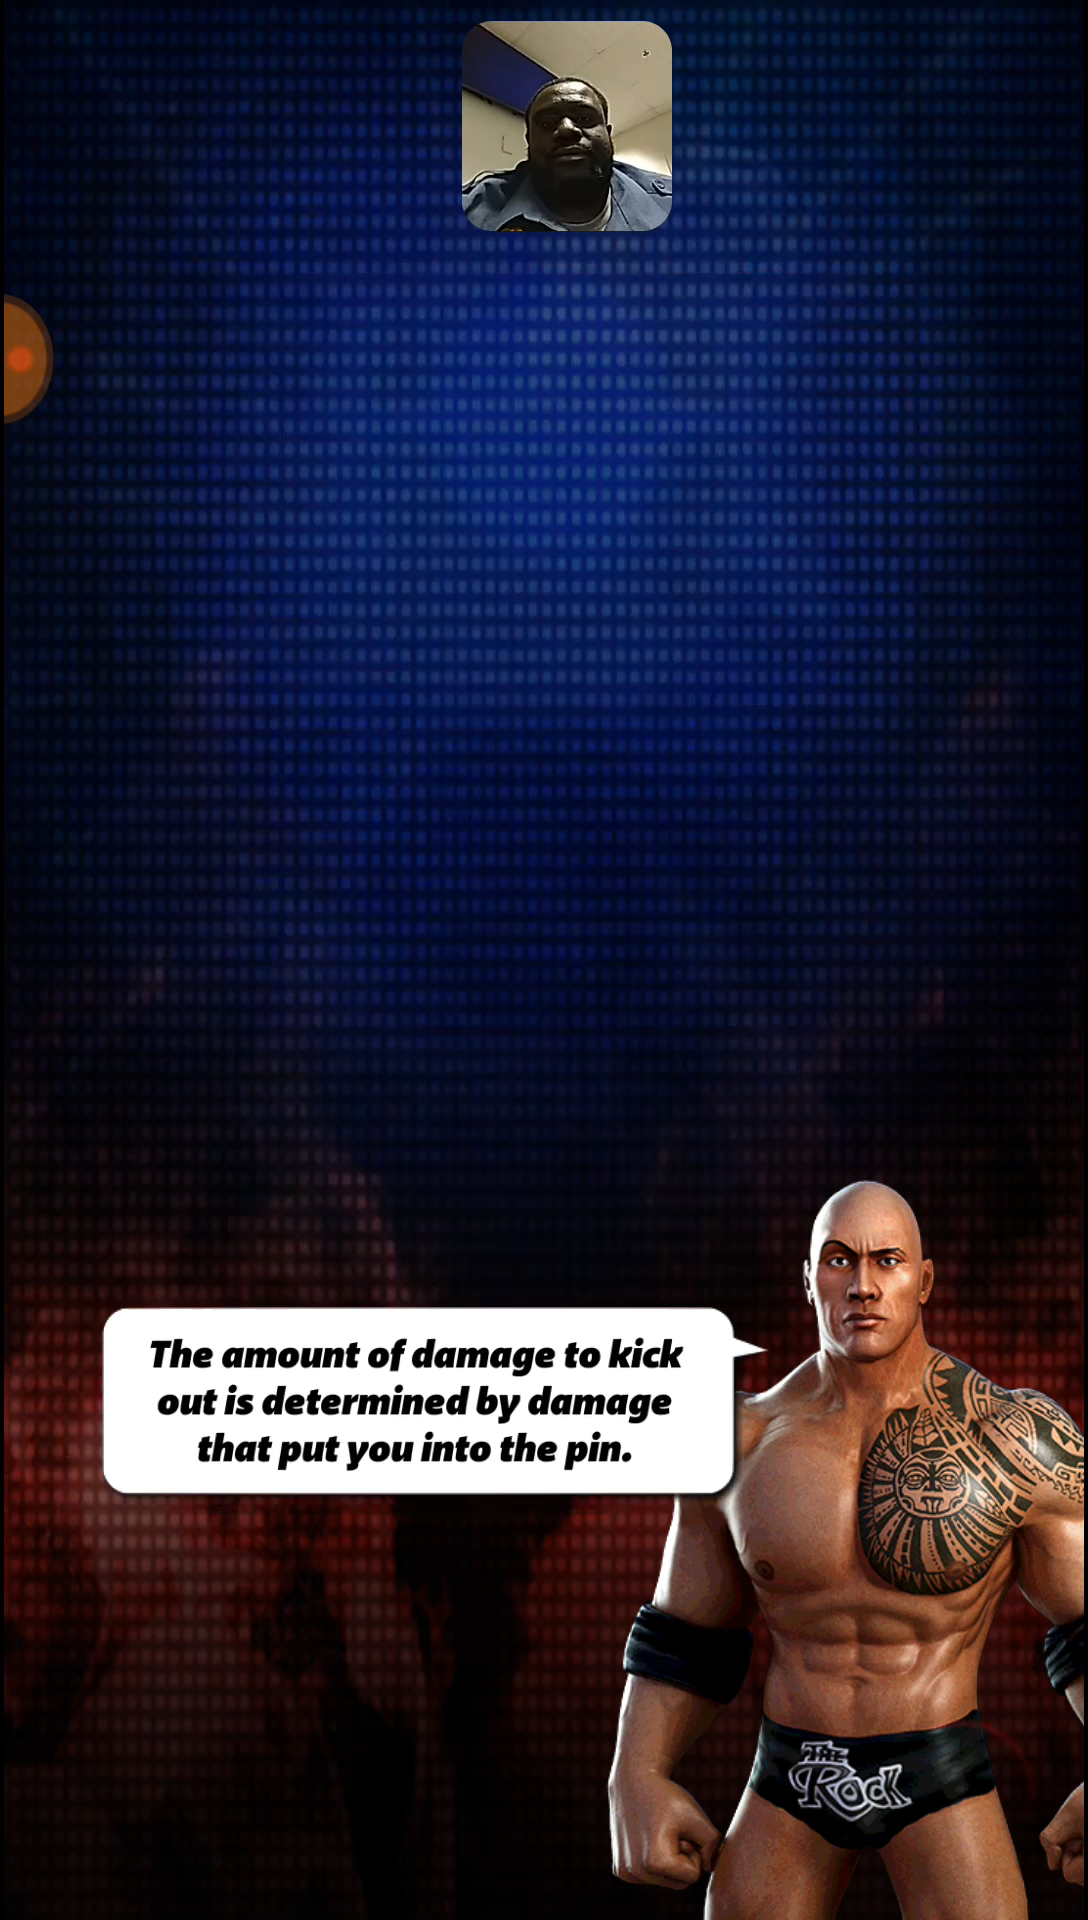 The amount of damage to kick
out is determined by damage
that put you into the pin.
THE
ROCK